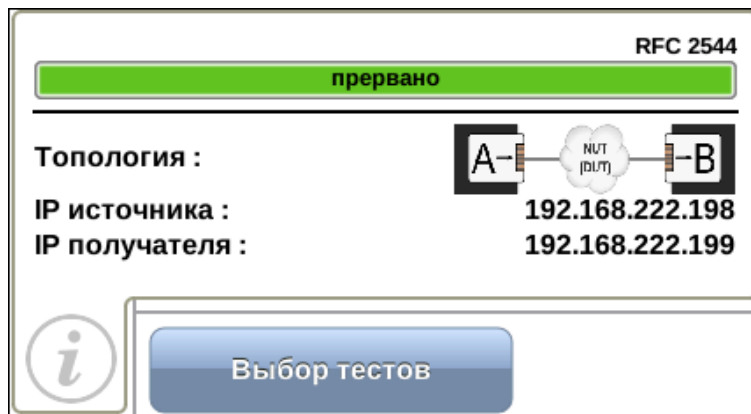 RFC 2544
прервано
Топология :
A
NUT
(DUT)
B
IP источника :
192.168.222.198
IP получателя :
192.168.222.199
i
Выбор тестов